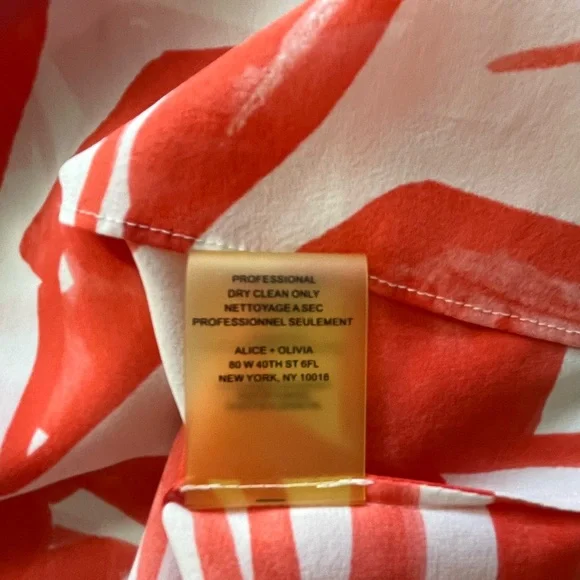 PROFESSIONAL
DRY CLEAN ONLY
NETTOYAGE A SEC
PROFESSIONNEL SEULEMENT
ALICE + OLIVIA
80 W 40TH ST 6FL
NEW YORK, NY 10018